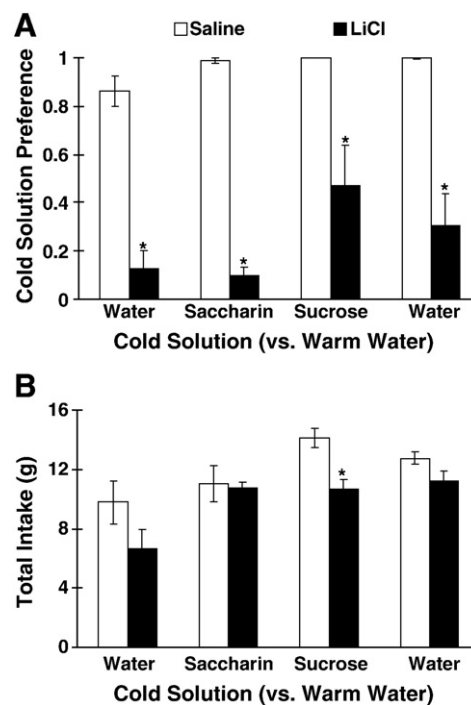 A
Saline LiCl
Cold Solution Preference
1
0.8
0.6
0.4
0.2
0
*
*
*
*
Water Saccharin Sucrose Water
Cold Solution (vs. Warm Water)
B
Total Intake (g)
16
12
8
4
0
*
Water Saccharin Sucrose Water
Cold Solution (vs. Warm Water)